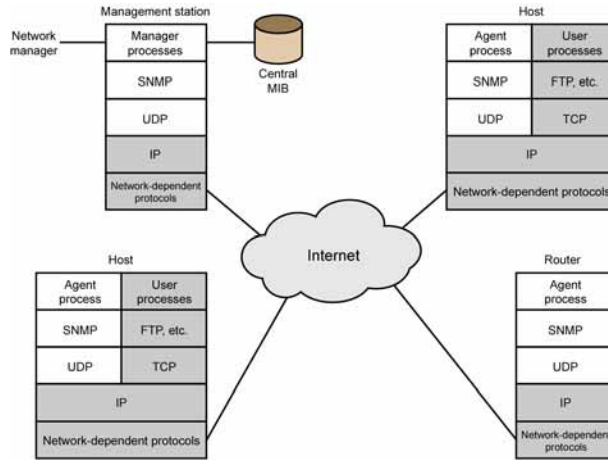 Management station
Network
manager
Manager
processes
SNMP
UDP
IP
Network-dependent
protocols
Central
MIB
Host
Agent
process
User
processes
SNMP
FTP, etc.
UDP
TCP
IP
Network-dependent protocols
Internet
Host
Agent
process
User
processes
SNMP
FTP, etc.
UDP
TCP
IP
Network-dependent protocols
Router
Agent
process
SNMP
UDP
IP
Network-dependent
protocols